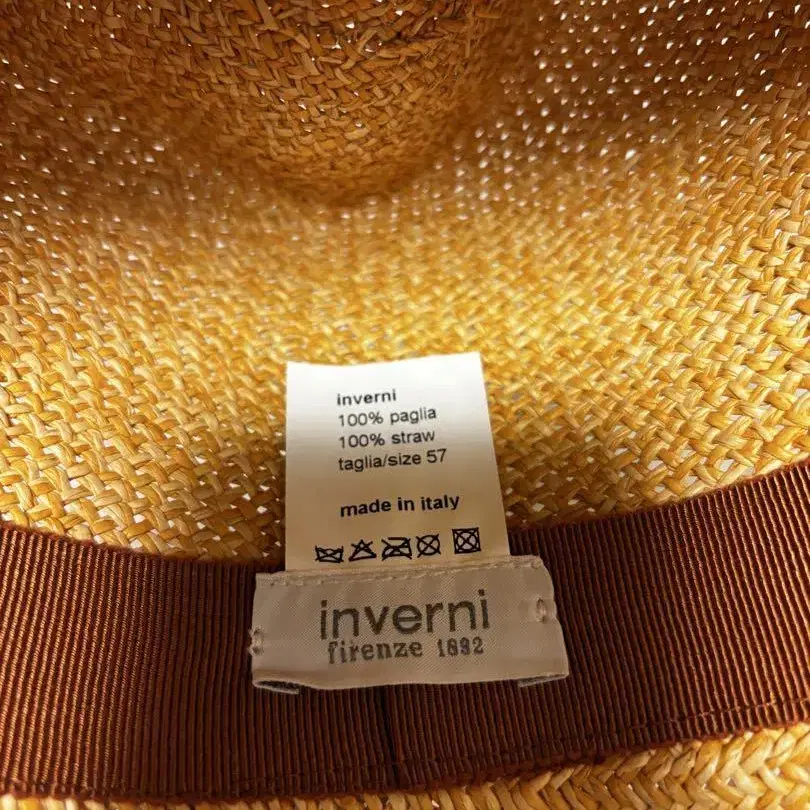 inverni
100% paglia
100% straw
taglia/size 57
made in italy
inverni
firenze 1892